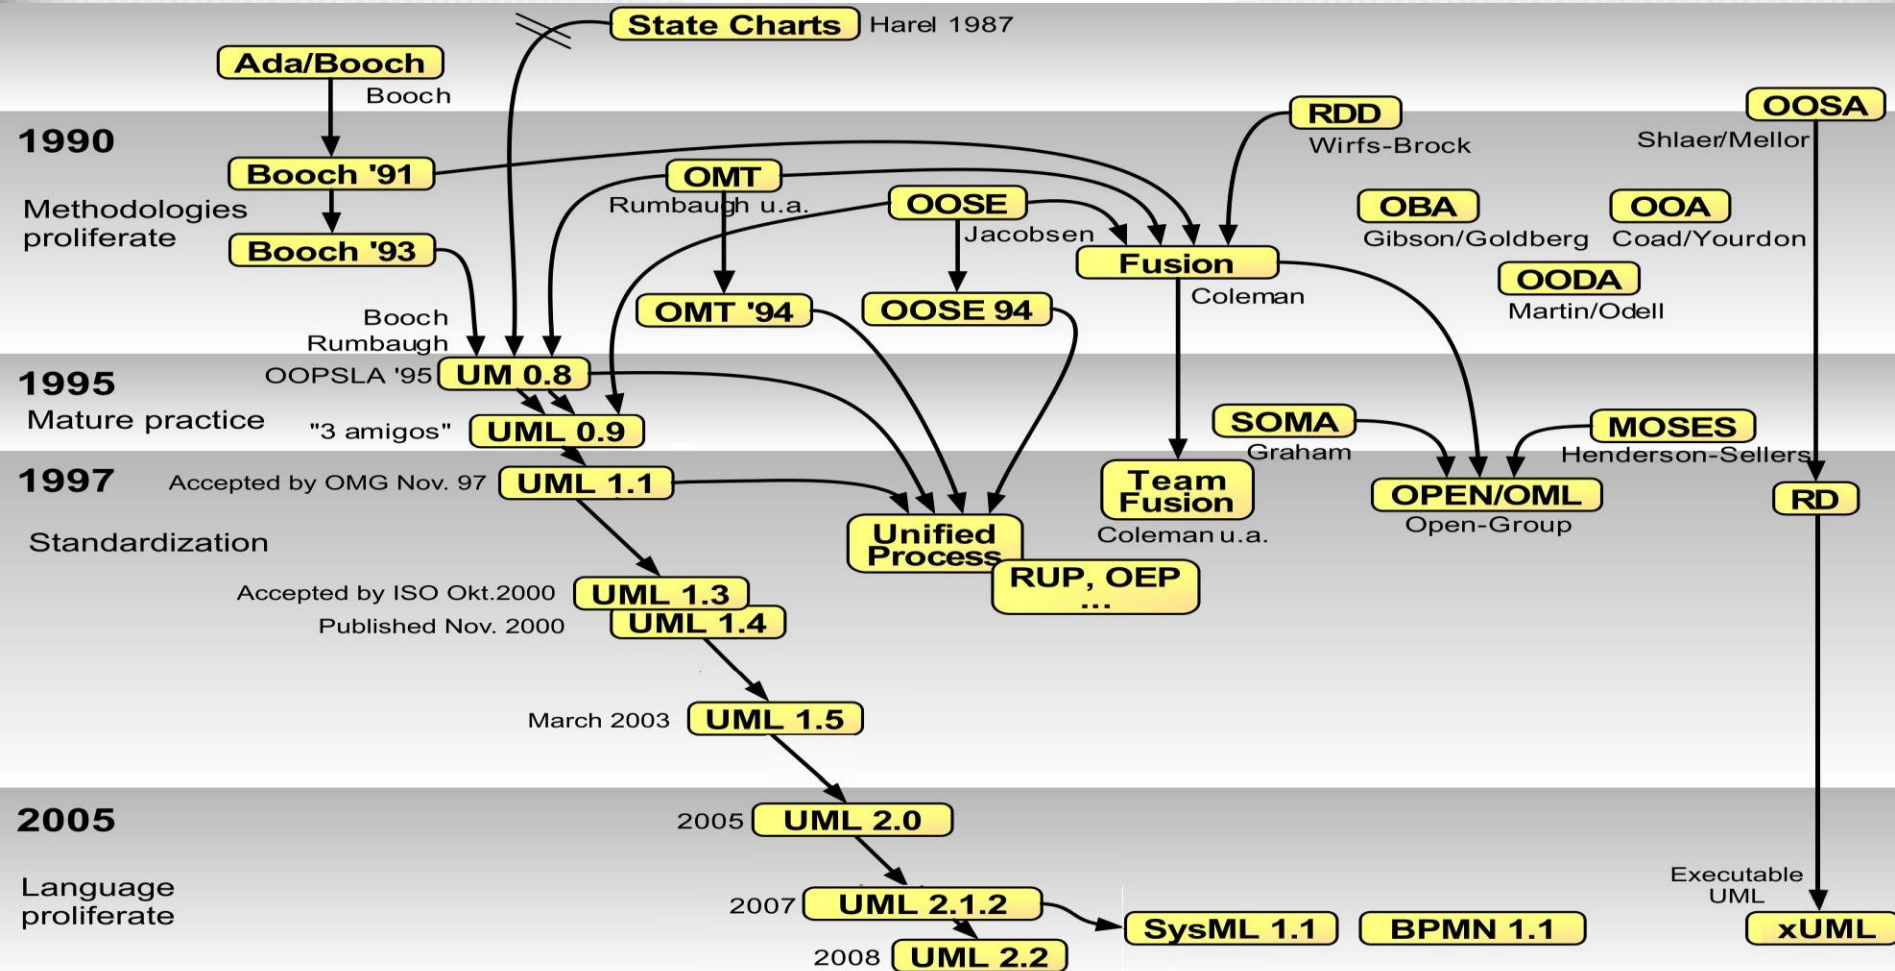 State Charts
Harel 1987
Ada/Booch
Booch
RDD
Wirfs-Brock
OOSA
Shlaer/Mellor
1990
Methodologies
proliferate
Booch '91
OMT
Rumbaugh u.a.
OOSE
Jacobsen
OBA
Gibson/Goldberg
OOA
Coad/Yourdon
Booch '93
Fusion
Coleman
OODA
Martin/Odell
OMT '94
OOSE 94
Booch
Rumbaugh
OOPSLA '95
UM 0.8
1995
Mature practice
"3 amigos"
UML 0.9
SOMA
Graham
MOSES
Henderson-Sellers
1997
Standardization
Accepted by OMG Nov. 97
UML 1.1
Team
Fusion
Coleman u.a.
OPEN/OML
Open-Group
RD
Unified
Process
RUP, OEP
...
Accepted by ISO Okt.2000
UML 1.3
Published Nov. 2000
UML 1.4
March 2003
UML 1.5
2005
Language
proliferate
2005
UML 2.0
2007
UML 2.1.2
2008
UML 2.2
SysML 1.1
BPMN 1.1
Executable
UML
xUML